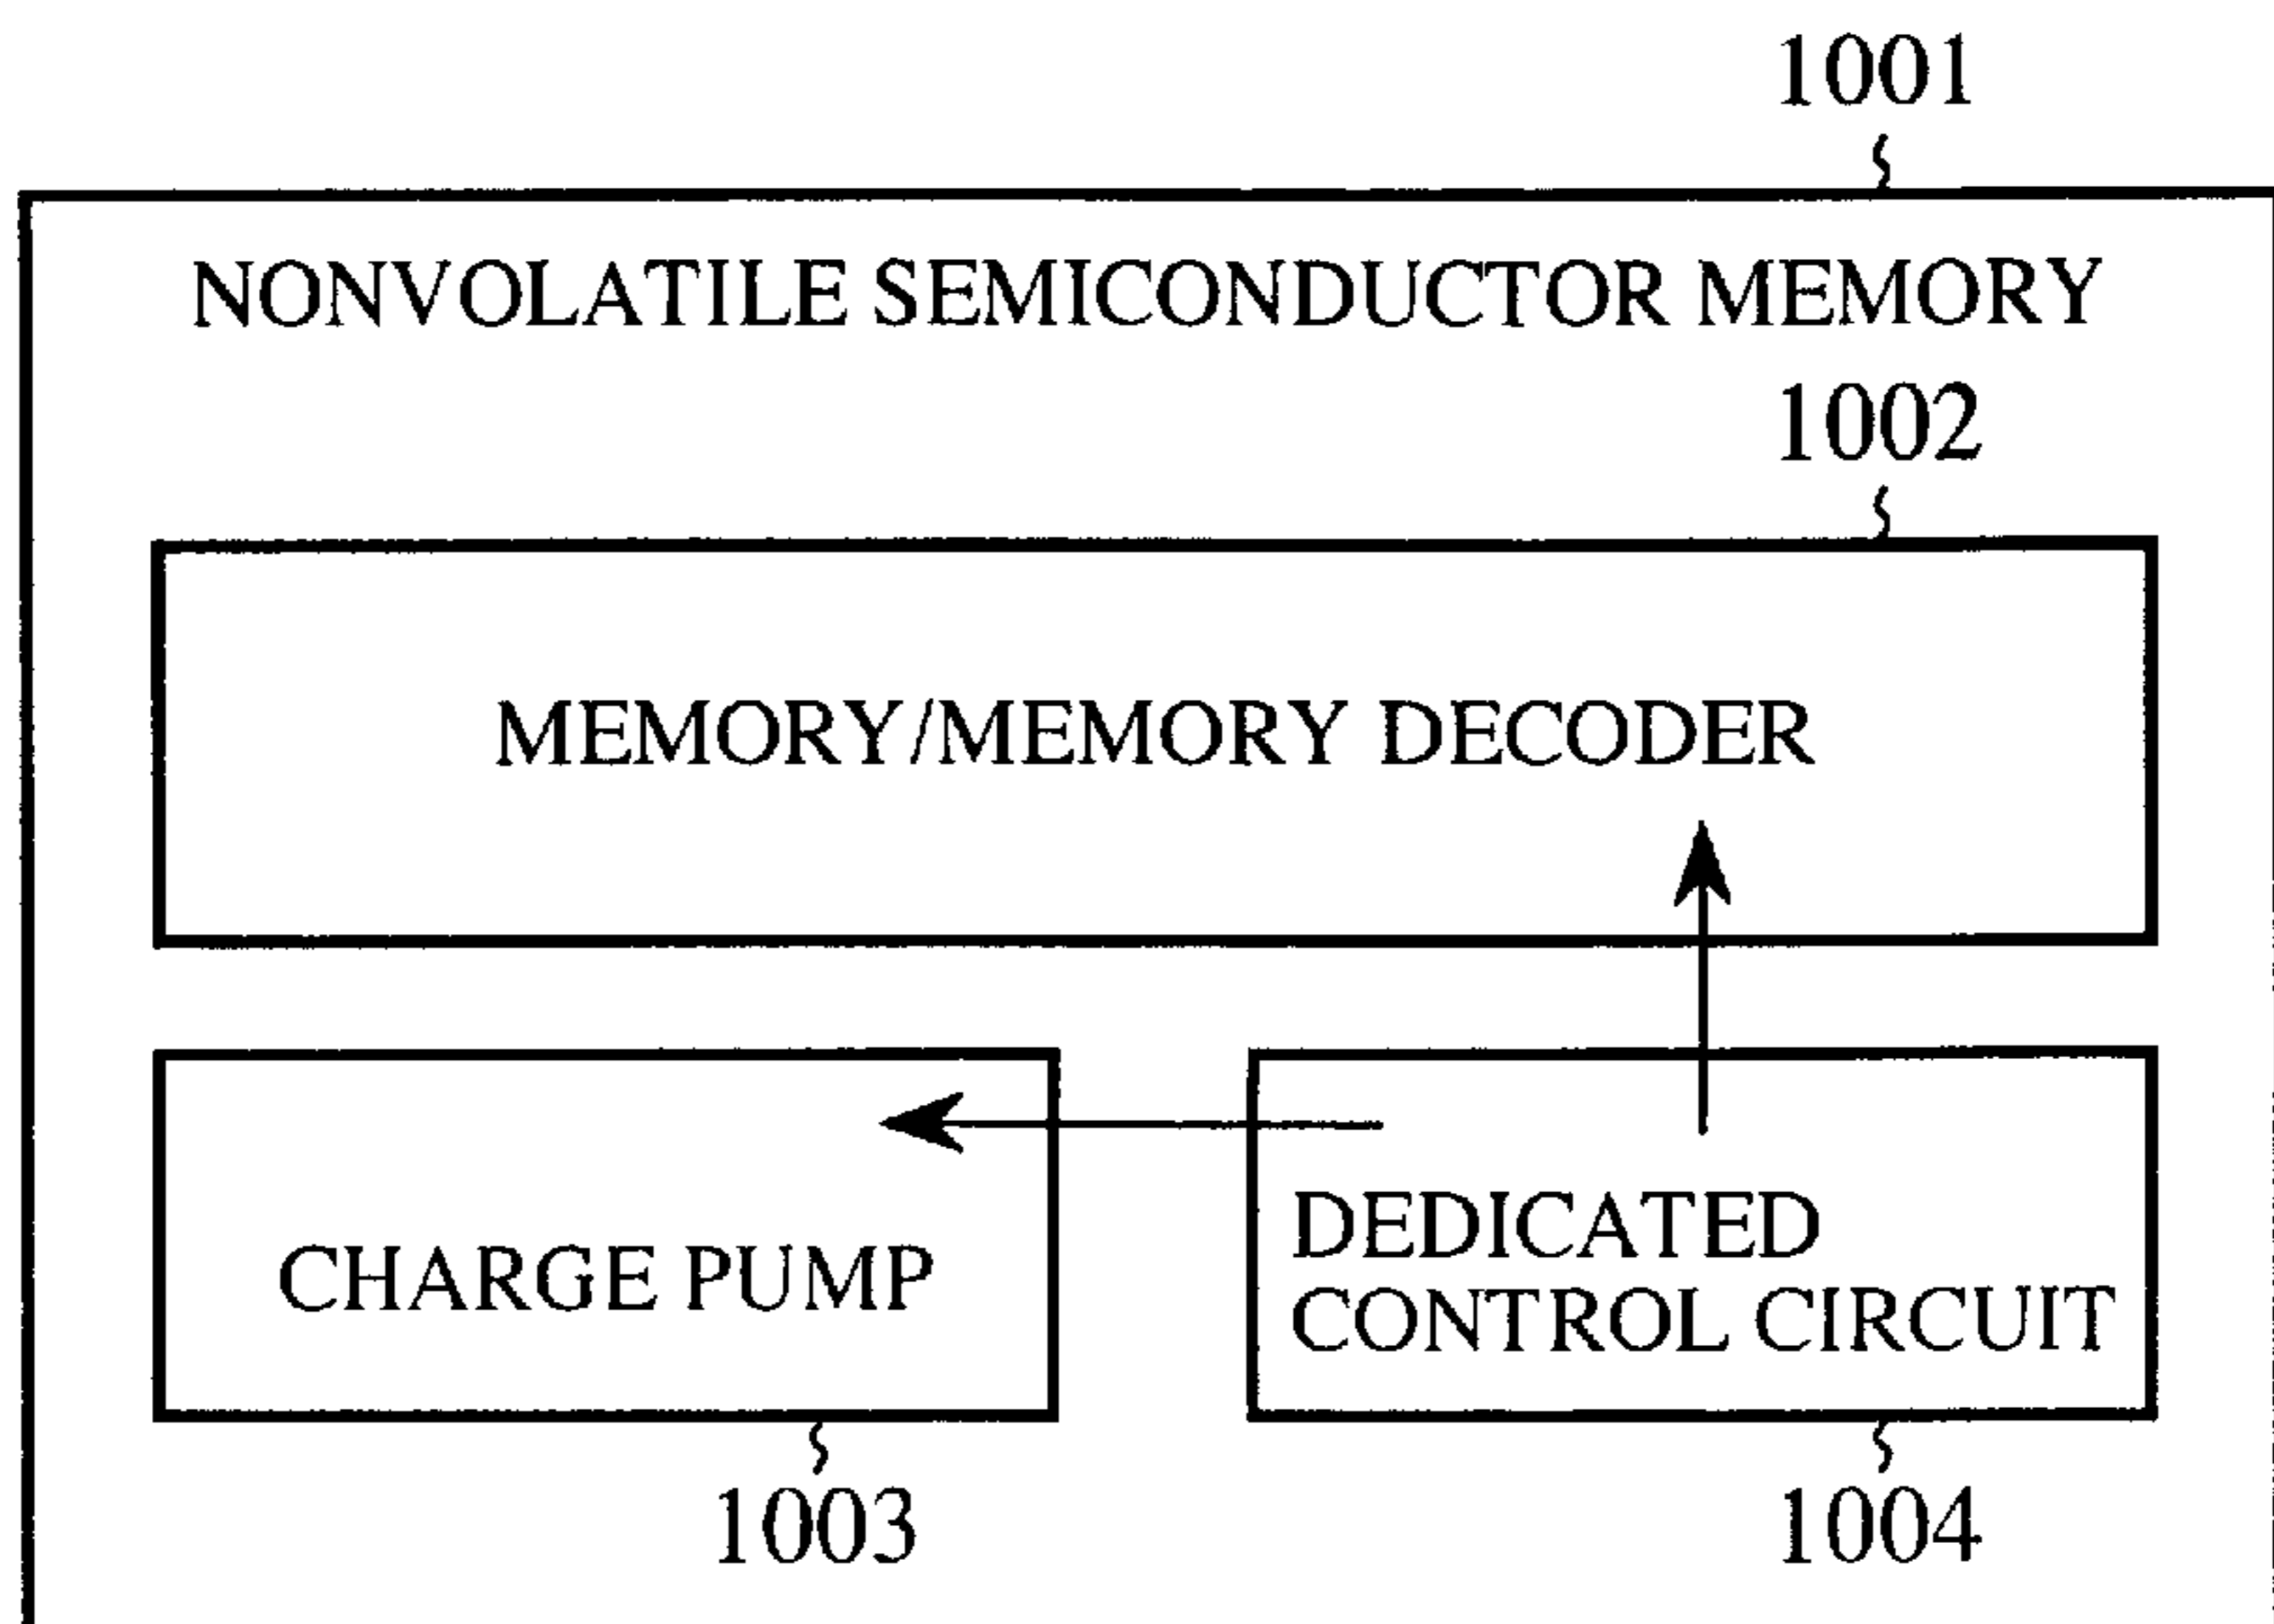 1001
NONVOLATILE SEMICONDUCTOR MEMORY
1002
MEMORY/MEMORY DECODER
CHARGE PUMP
DEDICATED
CONTROL CIRCUIT
1003
1004